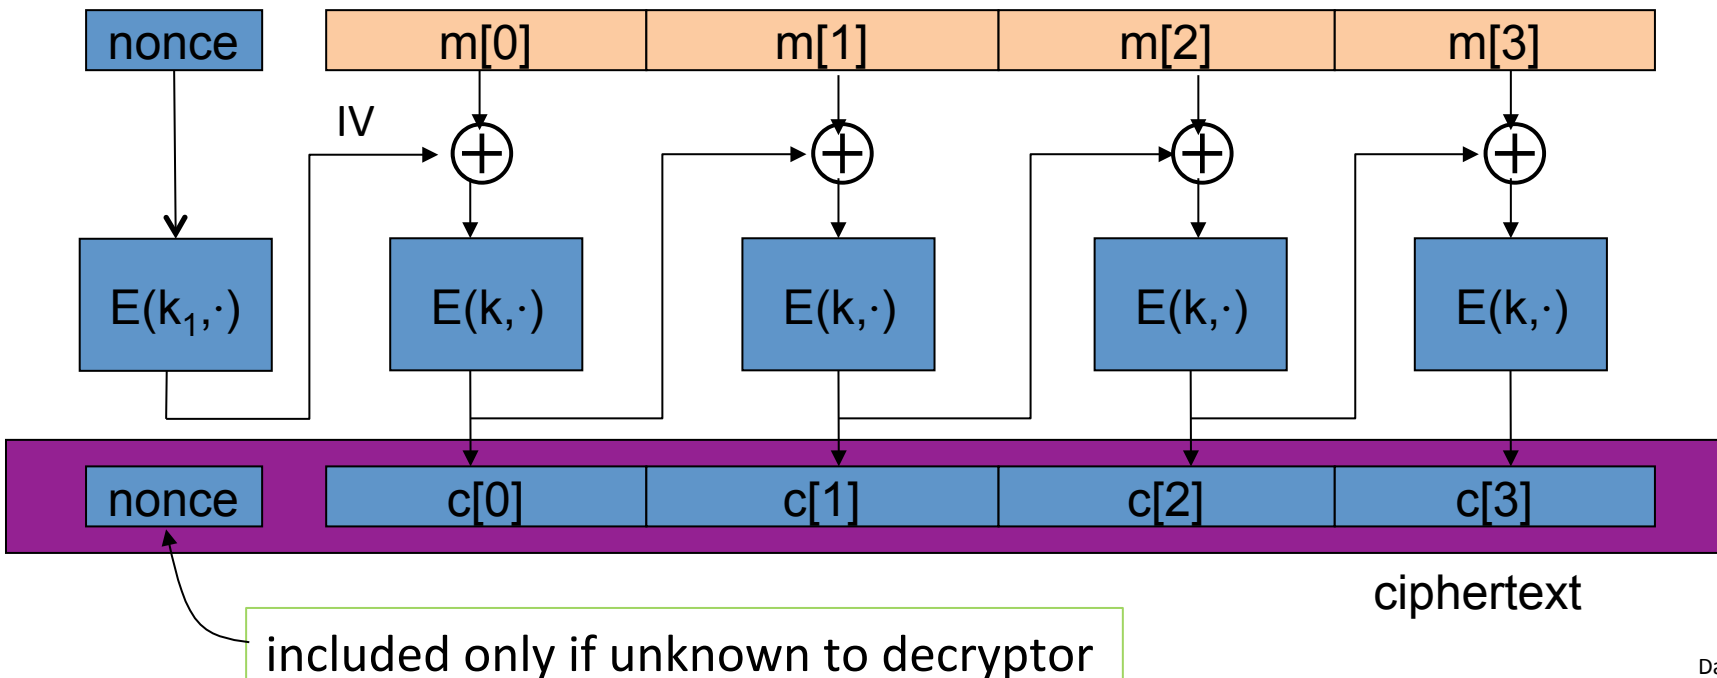 nonce m[0] m[1] m[2] m[3]
IV
E(k₁,·) E(k,·) E(k,·) E(k,·) E(k,·)
nonce c[0] c[1] c[2] c[3]
ciphertext
included only if unknown to decryptor
Da